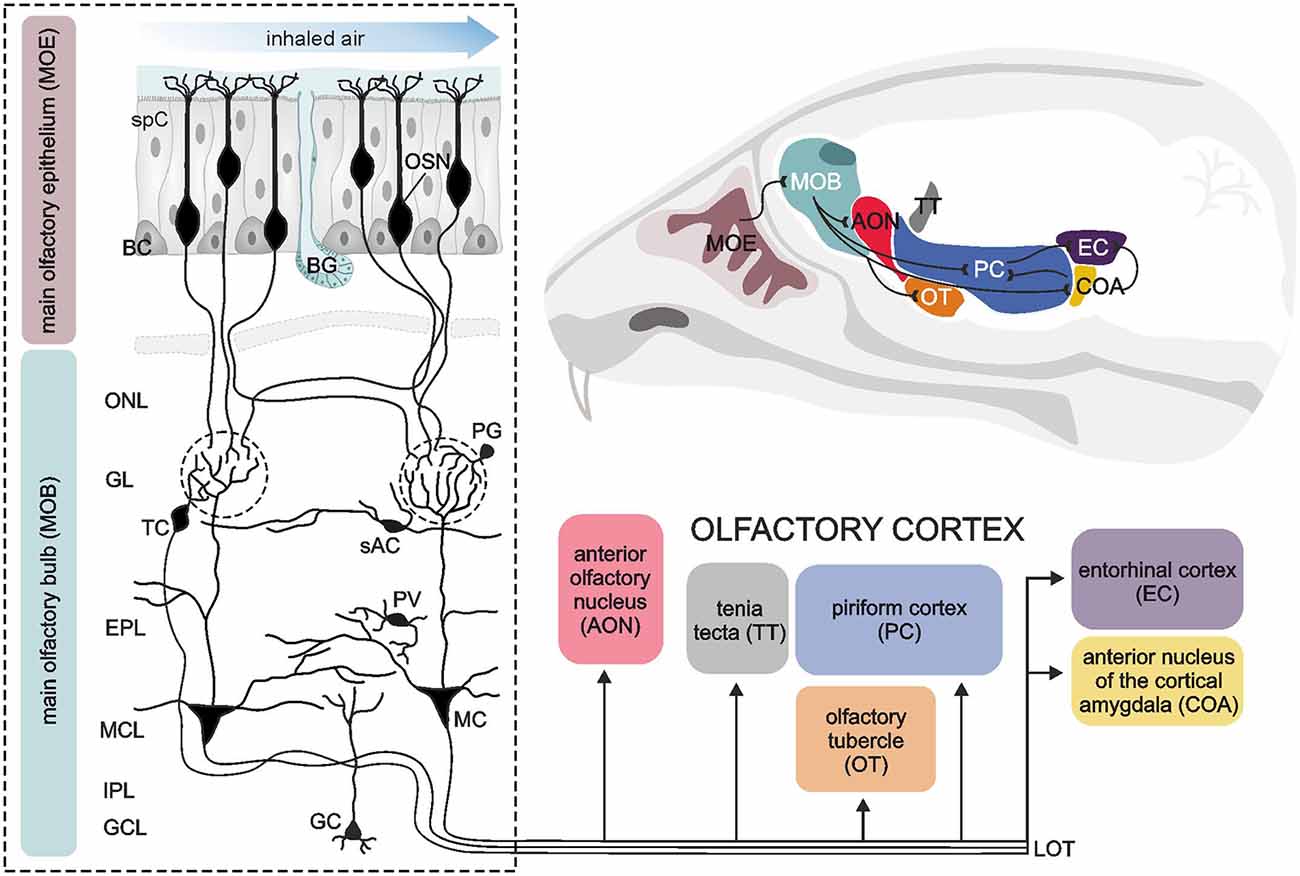 inhaled air
main olfactory epithelium (MOE)
spC
OSN
BC
BG
main olfactory bulb (MOB)
ONL
PG
GL
TC
sAC
PV
EPL
MC
MCL
IPL
GC
GCL
MOB
MOE
AON
TT
PC
EC
COA
OT
OLFACTORY CORTEX
anterior
olfactory
nucleus
(AON)
tenia
tecta (TT)
piriform cortex
(PC)
olfactory
tubercle
(OT)
entorhinal cortex
(EC)
anterior nucleus
of the cortical
amygdala (COA)
LOT